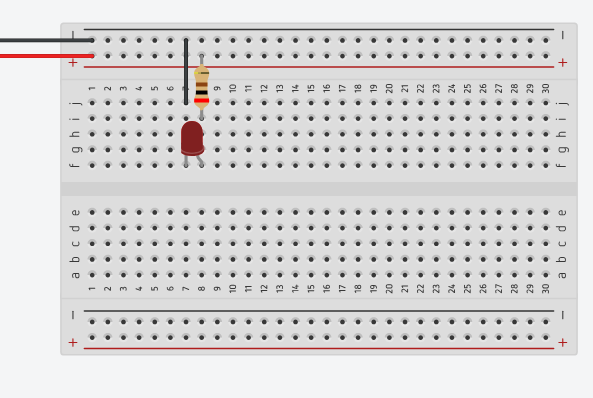 − −
+ +
1 2 3 4 5 6 7 8 9 10 11 12 13 14 15 16 17 18 19 20 21 22 23 24 25 26 27 28 29 30
j j
i i
h h
g g
f f
e e
d d
c c
b b
a a
1 2 3 4 5 6 7 8 9 10 11 12 13 14 15 16 17 18 19 20 21 22 23 24 25 26 27 28 29 30
− −
+ +